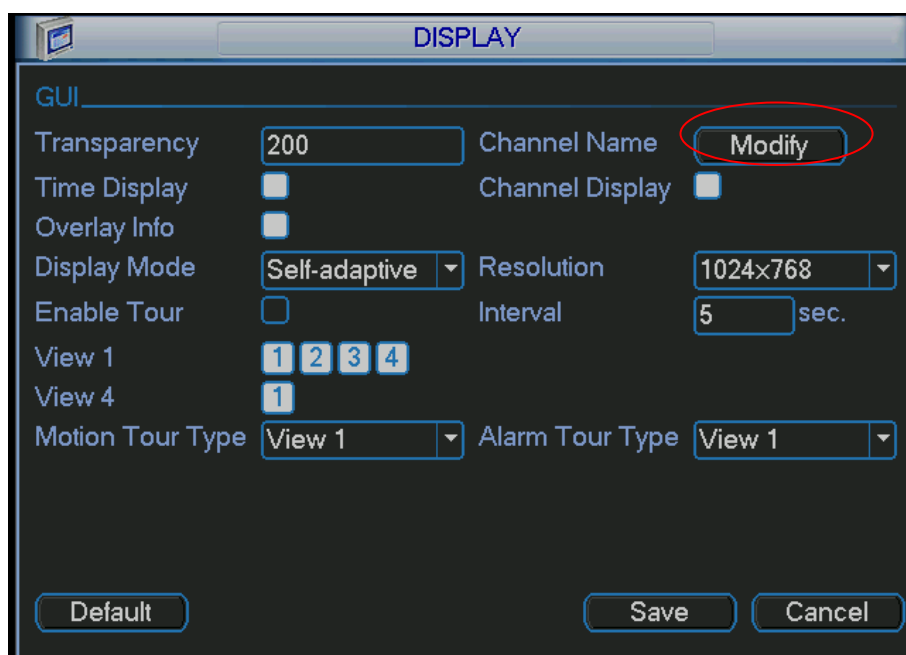 DISPLAY
GUI
Transparency 200 Channel Name Modify
Time Display Channel Display
Overlay Info
Display Mode Self-adaptive Resolution 1024×768
Enable Tour Interval 5 sec.
View 1 1 2 3 4
View 4 1
Motion Tour Type View 1 Alarm Tour Type View 1
Default Save Cancel